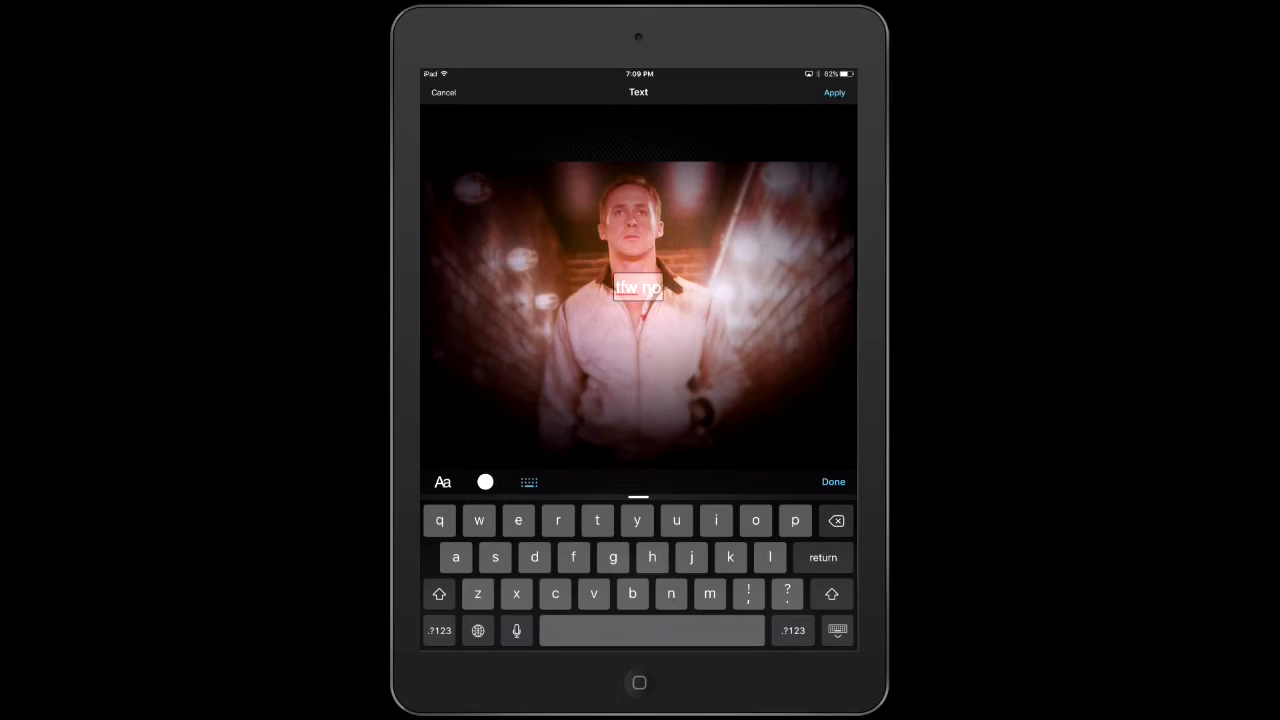 iPad 7:09 PM 62%
Cancel Text Apply
tfw no
Aa Done
q w e r t y u i o p
a s d f g h j k l return
z x c v b n m ! , ? .
.?123 .?123